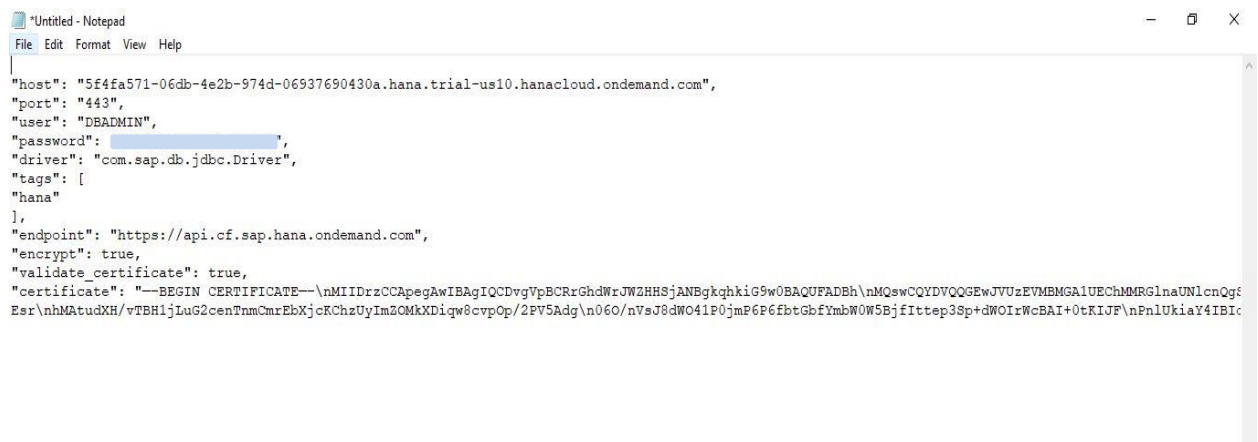 *Untitled - Notepad
File Edit Format View Help
"host": "5f4fa571-06db-4e2b-974d-06937690430a.hana.trial-us10.hanacloud.ondemand.com",
"port": "443",
"user": "DBADMIN",
"password": ",
"driver": "com.sap.db.jdbc.Driver",
"tags": [
"hana"
],
"endpoint": "https://api.cf.sap.hana.ondemand.com",
"encrypt": true,
"validate_certificate": true,
"certificate": "——BEGIN CERTIFICATE——\nMIIDrzCCApegAwIBAgIQCDvgVpBCRrGhdWrJWZHHSjANBgkqhkiG9w0BAQUFADBh\nMQswCQYDVQQGEwJVUzEVMBMGA1UEChMMRGlnaUNlcnQgS
Esr\nhMAtudXH/vTBH1jLuG2cenTnmCmrEbXjcKChzUyImZOMkXDiqw8cvpOp/2PV5Adg\n06O/nVsJ8dWO41P0jmP6P6fbtGbfYmbW0W5BjfIttep3Sp+dWOIrWcBAI+0tKIJF\nPnlUkiaY4IBIc